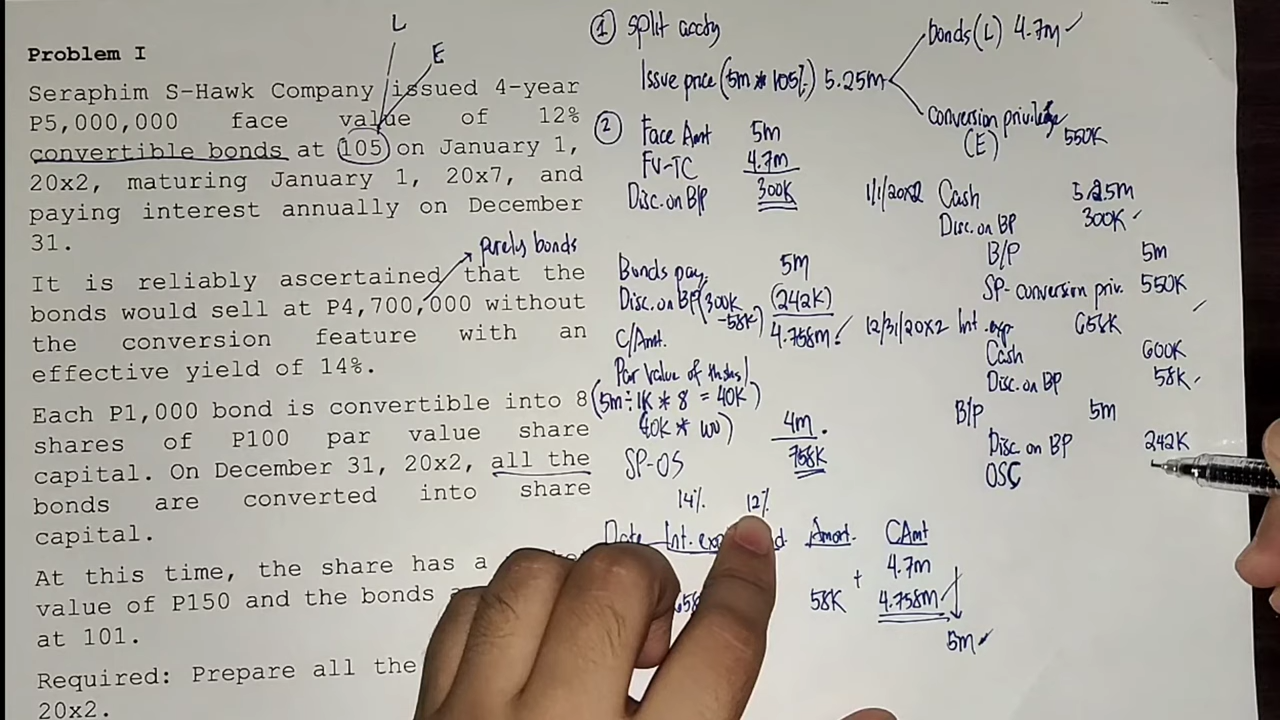 Problem I
Seraphim S-Hawk Company issued 4-year
P5,000,000 face value of 12%
convertible bonds at 105 on January 1,
20x2, maturing January 1, 20x7, and
paying interest annually on December
31.
It is reliably ascertained that the
bonds would sell at P4,700,000 without
the conversion feature with an
effective yield of 14%.
Each P1,000 bond is convertible into 8
shares of P100 par value share
capital. On December 31, 20x2, all the
bonds are converted into share
capital.
At this time, the share has a
value of P150 and the bonds
at 101.
Required: Prepare all the
20x2.
L
E
purely bonds
① Split acctg
Issue price (5m * 105%) 5.25m
bonds (L) 4.7m ✓
conversion privilege
(E) 550K
② Face Amt 5m
FV-TC 4.7m
Disc. on B/P 300K
Bonds pay. 5m
Disc. on BP (300K (242K)
-58K)
C/Amt. 4.758m ✓
Par value of
(5m ÷ 1K * 8 = 40K)
40K * 100) 4m.
SP-OS 758K
1/1/20x2 Cash 5.25m
Disc. on BP 300K ✓
B/P 5m
SP-conversion priv. 550K
12/31/20x2 Int. exp 658K
Cash 600K
Disc. on BP 58K
B/P 5m
Disc on BP 242K
OSC
14% 12%
Date Int. exp Amort. CAmt
4.7m
58K + 4.758m
5m